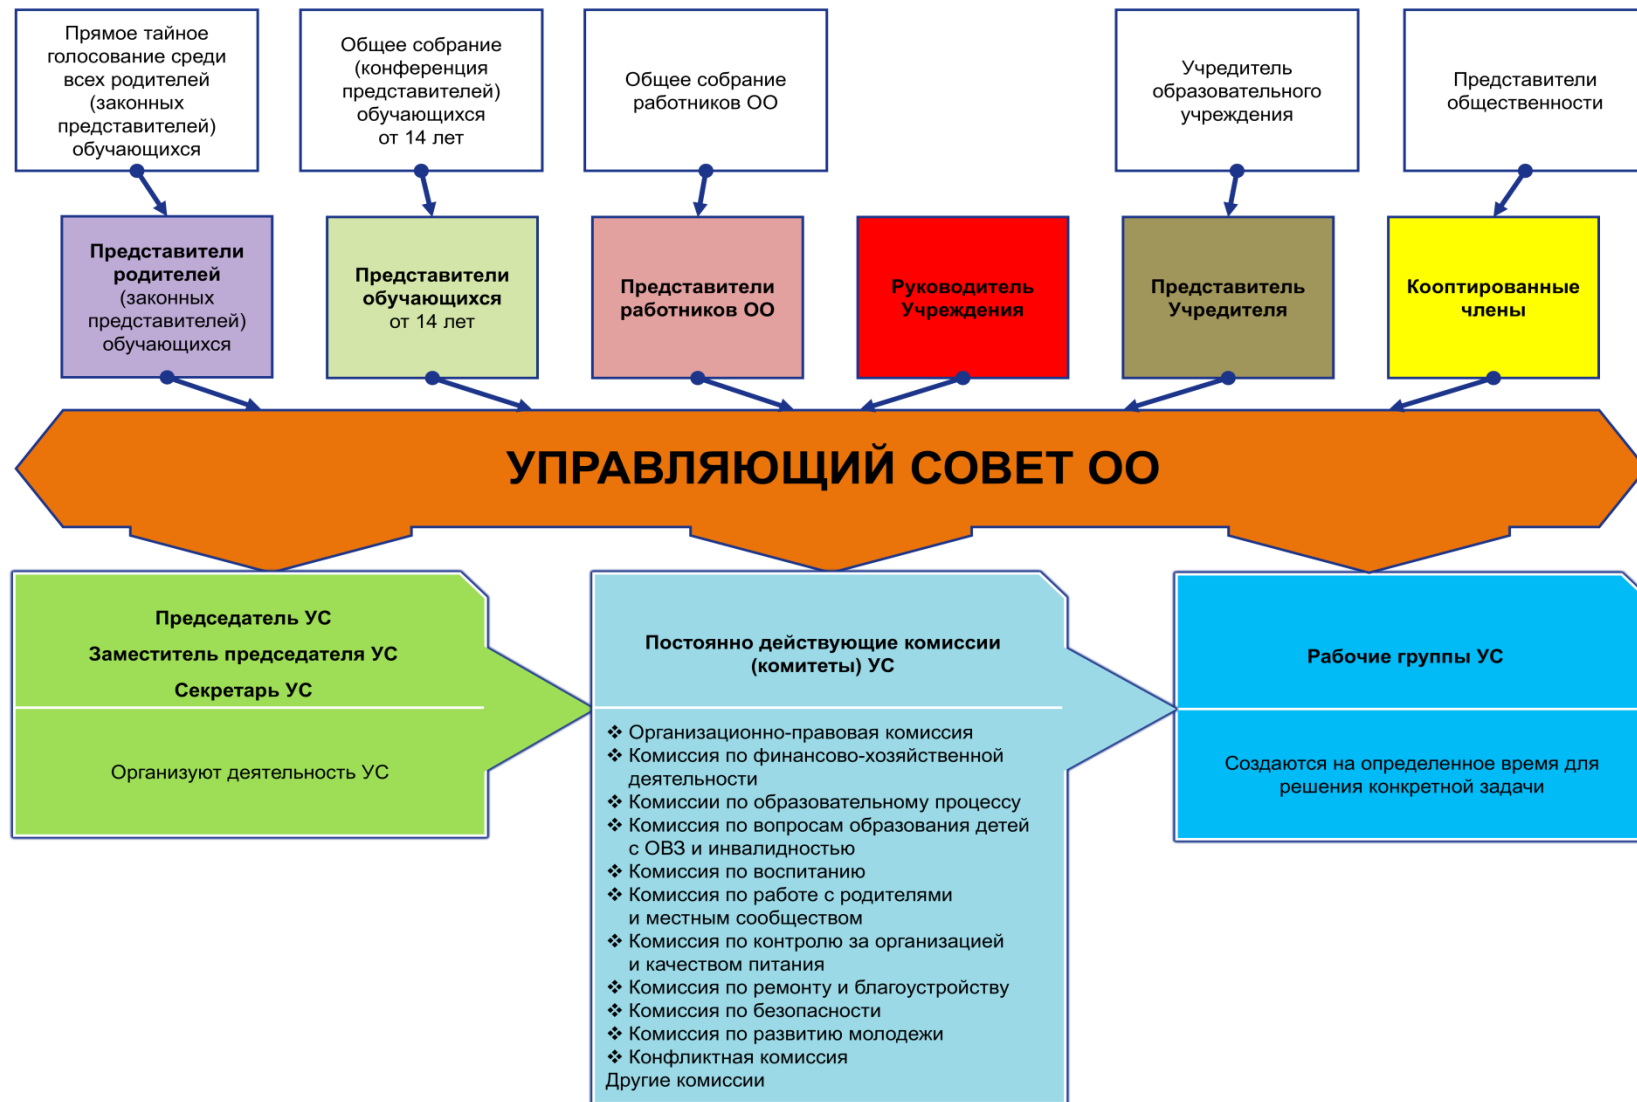 Прямое тайное
голосование среди
всех родителей
(законных
представителей)
обучающихся
Общее собрание
(конференция
представителей)
обучающихся
от 14 лет
Общее собрание
работников ОО
Учредитель
образовательного
учреждения
Представители
общественности
Представители
родителей
(законных
представителей)
обучающихся
Представители
обучающихся
от 14 лет
Представители
работников ОО
Руководитель
Учреждения
Представитель
Учредителя
Кооптированные
члены
УПРАВЛЯЮЩИЙ СОВЕТ ОО
Председатель УС
Заместитель председателя УС
Секретарь УС
Организуют деятельность УС
Постоянно действующие комиссии
(комитеты) УС
❖ Организационно-правовая комиссия
❖ Комиссия по финансово-хозяйственной
деятельности
❖ Комиссии по образовательному процессу
❖ Комиссия по вопросам образования детей
с ОВЗ и инвалидностью
❖ Комиссия по воспитанию
❖ Комиссия по работе с родителями
и местным сообществом
❖ Комиссия по контролю за организацией
и качеством питания
❖ Комиссия по ремонту и благоустройству
❖ Комиссия по безопасности
❖ Комиссия по развитию молодежи
❖ Конфликтная комиссия
Другие комиссии
Рабочие группы УС
Создаются на определенное время для
решения конкретной задачи